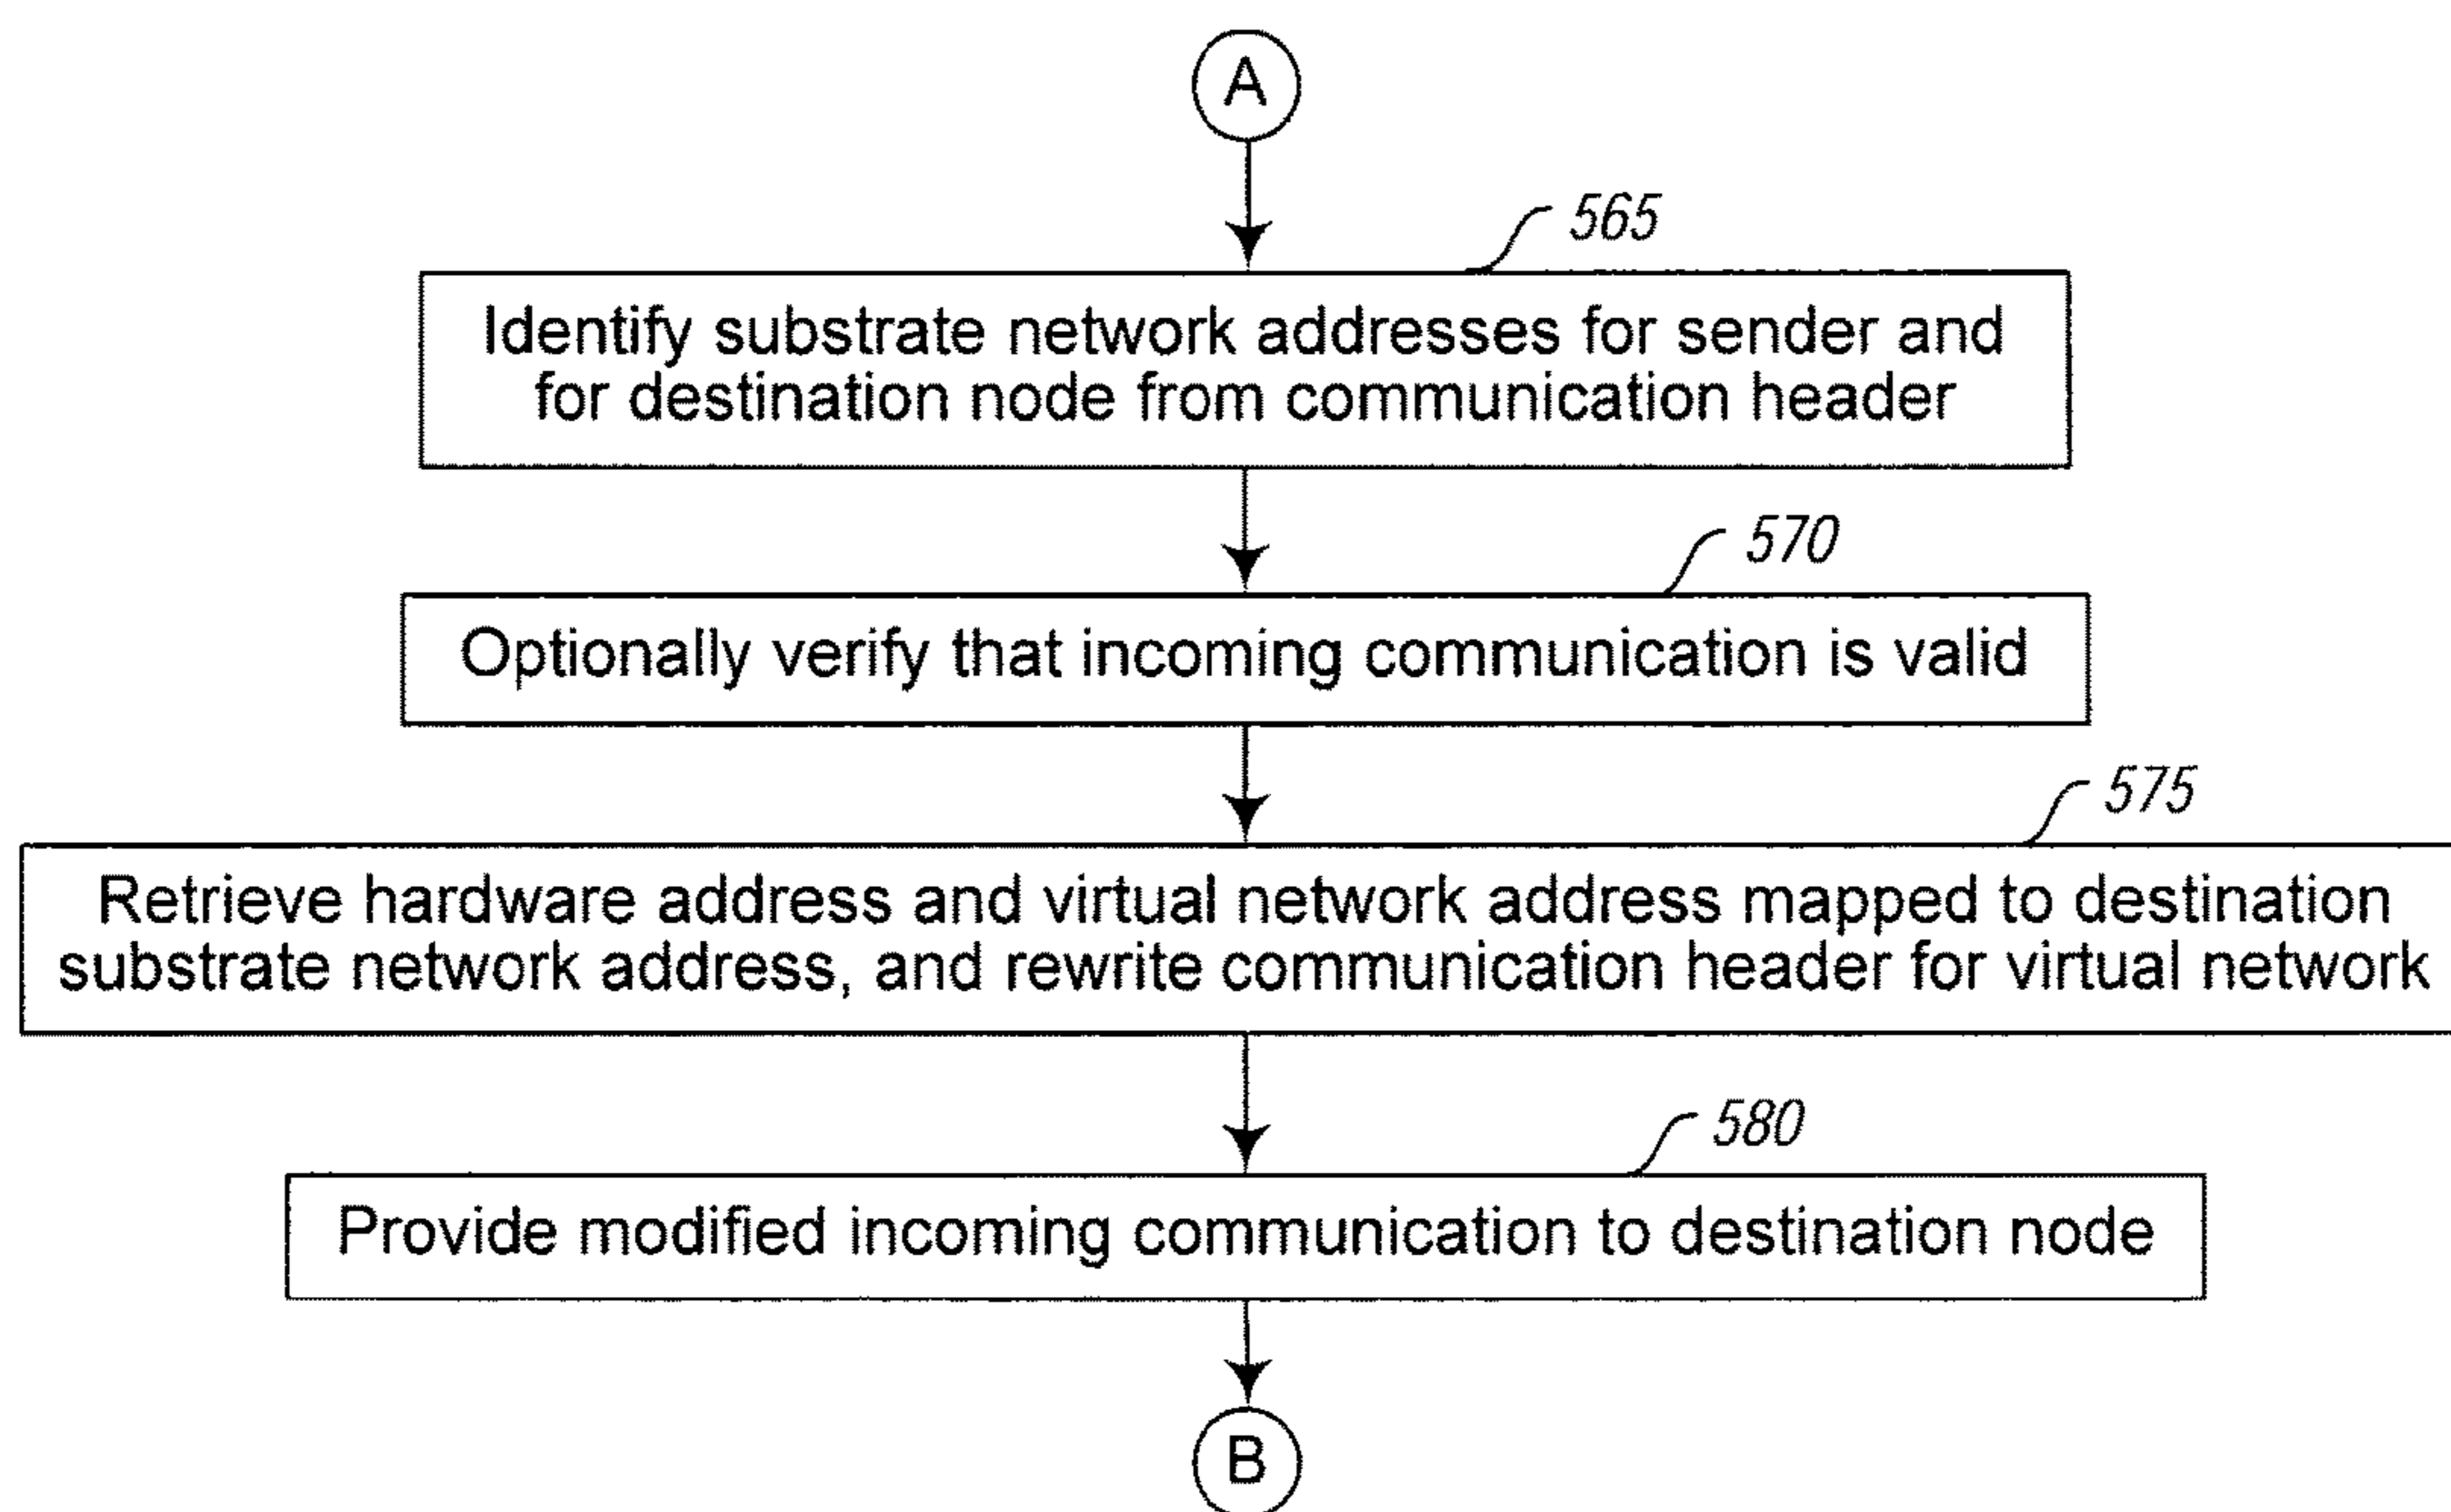 A
565
Identify substrate network addresses for sender and
for destination node from communication header
570
Optionally verify that incoming communication is valid
575
Retrieve hardware address and virtual network address mapped to destination
substrate network address, and rewrite communication header for virtual network
580
Provide modified incoming communication to destination node
B